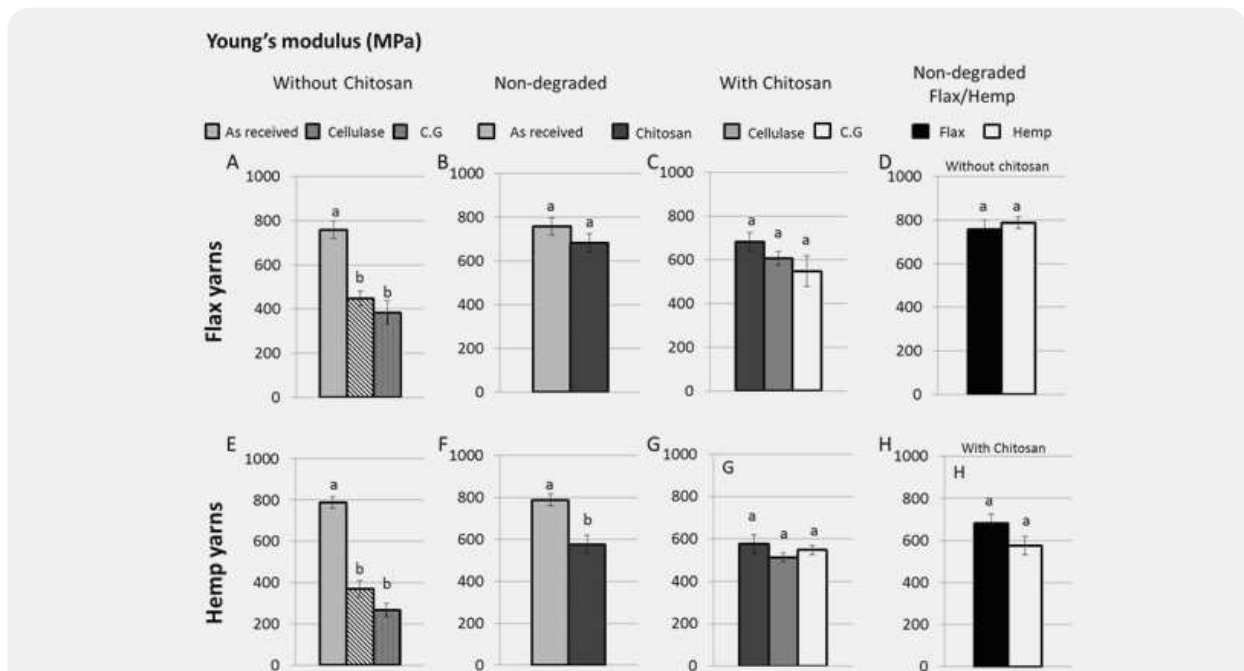 Young's modulus (MPa)
Without Chitosan
Non-degraded
With Chitosan
Non-degraded
Flax/Hemp
As received Cellulase C.G
As received Chitosan
Cellulase C.G
Flax Hemp
Flax yarns
A
1000
800
600
400
200
0
a
b
b
B
1000
800
600
400
200
0
a
a
C
1000
800
600
400
200
0
a
a
a
D
Without chitosan
1000
800
600
400
200
0
a
a
Hemp yarns
E
1000
800
600
400
200
0
a
b
b
F
1000
800
600
400
200
0
a
b
G
G
1000
800
600
400
200
0
a
a
a
H
With Chitosan
H
1000
800
600
400
200
0
a
a